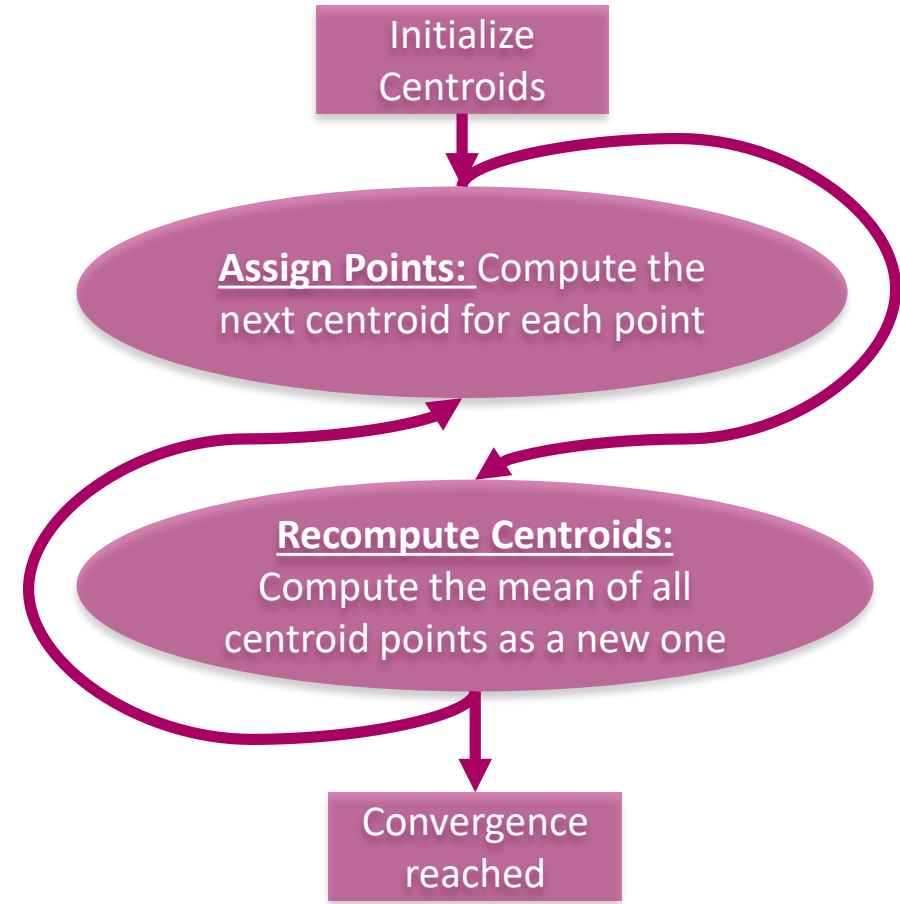 Initialize
Centroids
Assign Points: Compute the
next centroid for each point
Recompute Centroids:
Compute the mean of all
centroid points as a new one
Convergence
reached